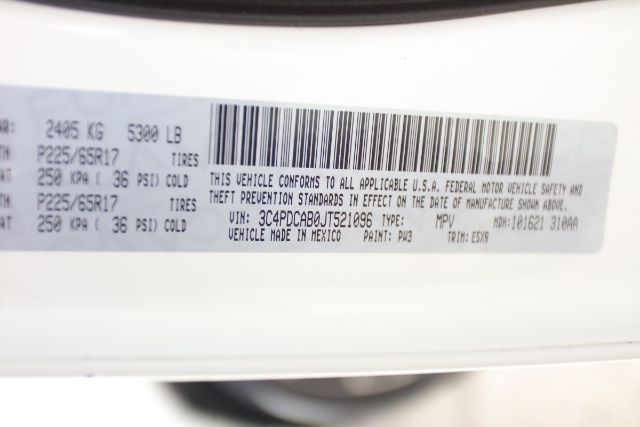 R: 2405 KG 5300 LB
TH P225/65R17 TIRES
AT 250 KPA ( 36 PSI) COLD
TH P225/65R17 TIRES
AT 250 KPA ( 36 PSI) COLD
THIS VEHICLE CONFORMS TO ALL APPLICABLE U.S.A. FEDERAL MOTOR VEHICLE SAFETY AND
THEFT PREVENTION STANDARDS IN EFFECT ON THE DATE OF MANUFACTURE SHOWN ABOVE.
VIN: 3C4PDCAB0JT521096 TYPE: MPV MDH:101621 310AA
VEHICLE MADE IN MEXICO PAINT: PW3 TRIM: E5X9